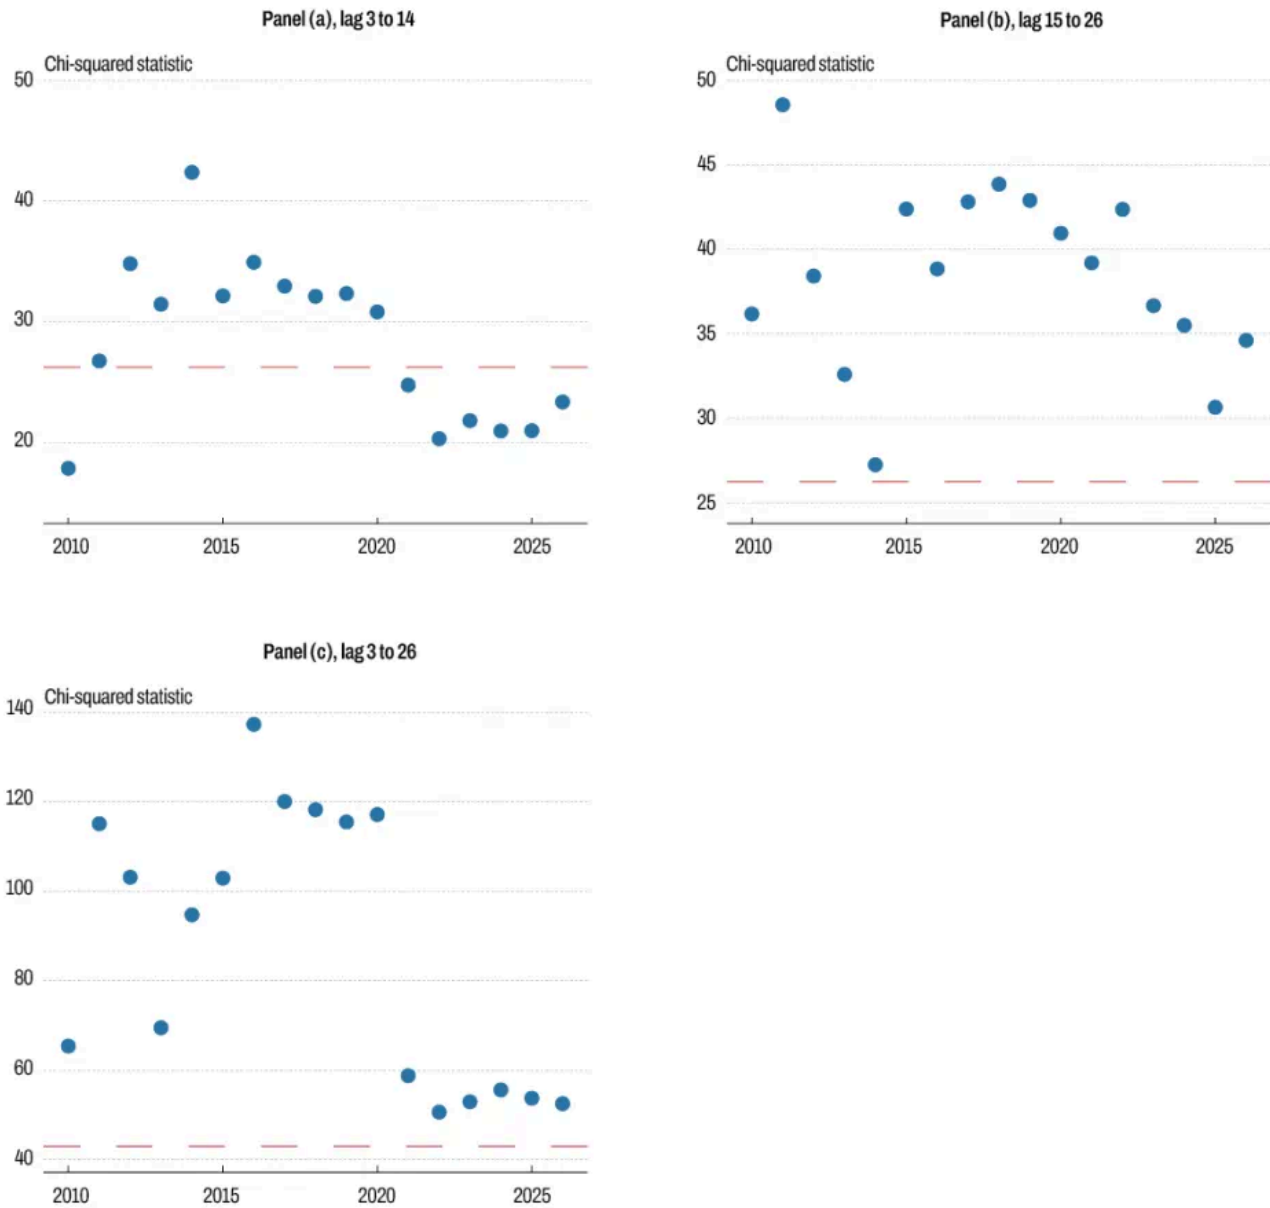 Panel (a), lag 3 to 14
Chi-squared statistic
50
40
30
20
2010 2015 2020 2025
Panel (b), lag 15 to 26
Chi-squared statistic
50
45
40
35
30
25
2010 2015 2020 2025
Panel (c), lag 3 to 26
Chi-squared statistic
140
120
100
80
60
40
2010 2015 2020 2025